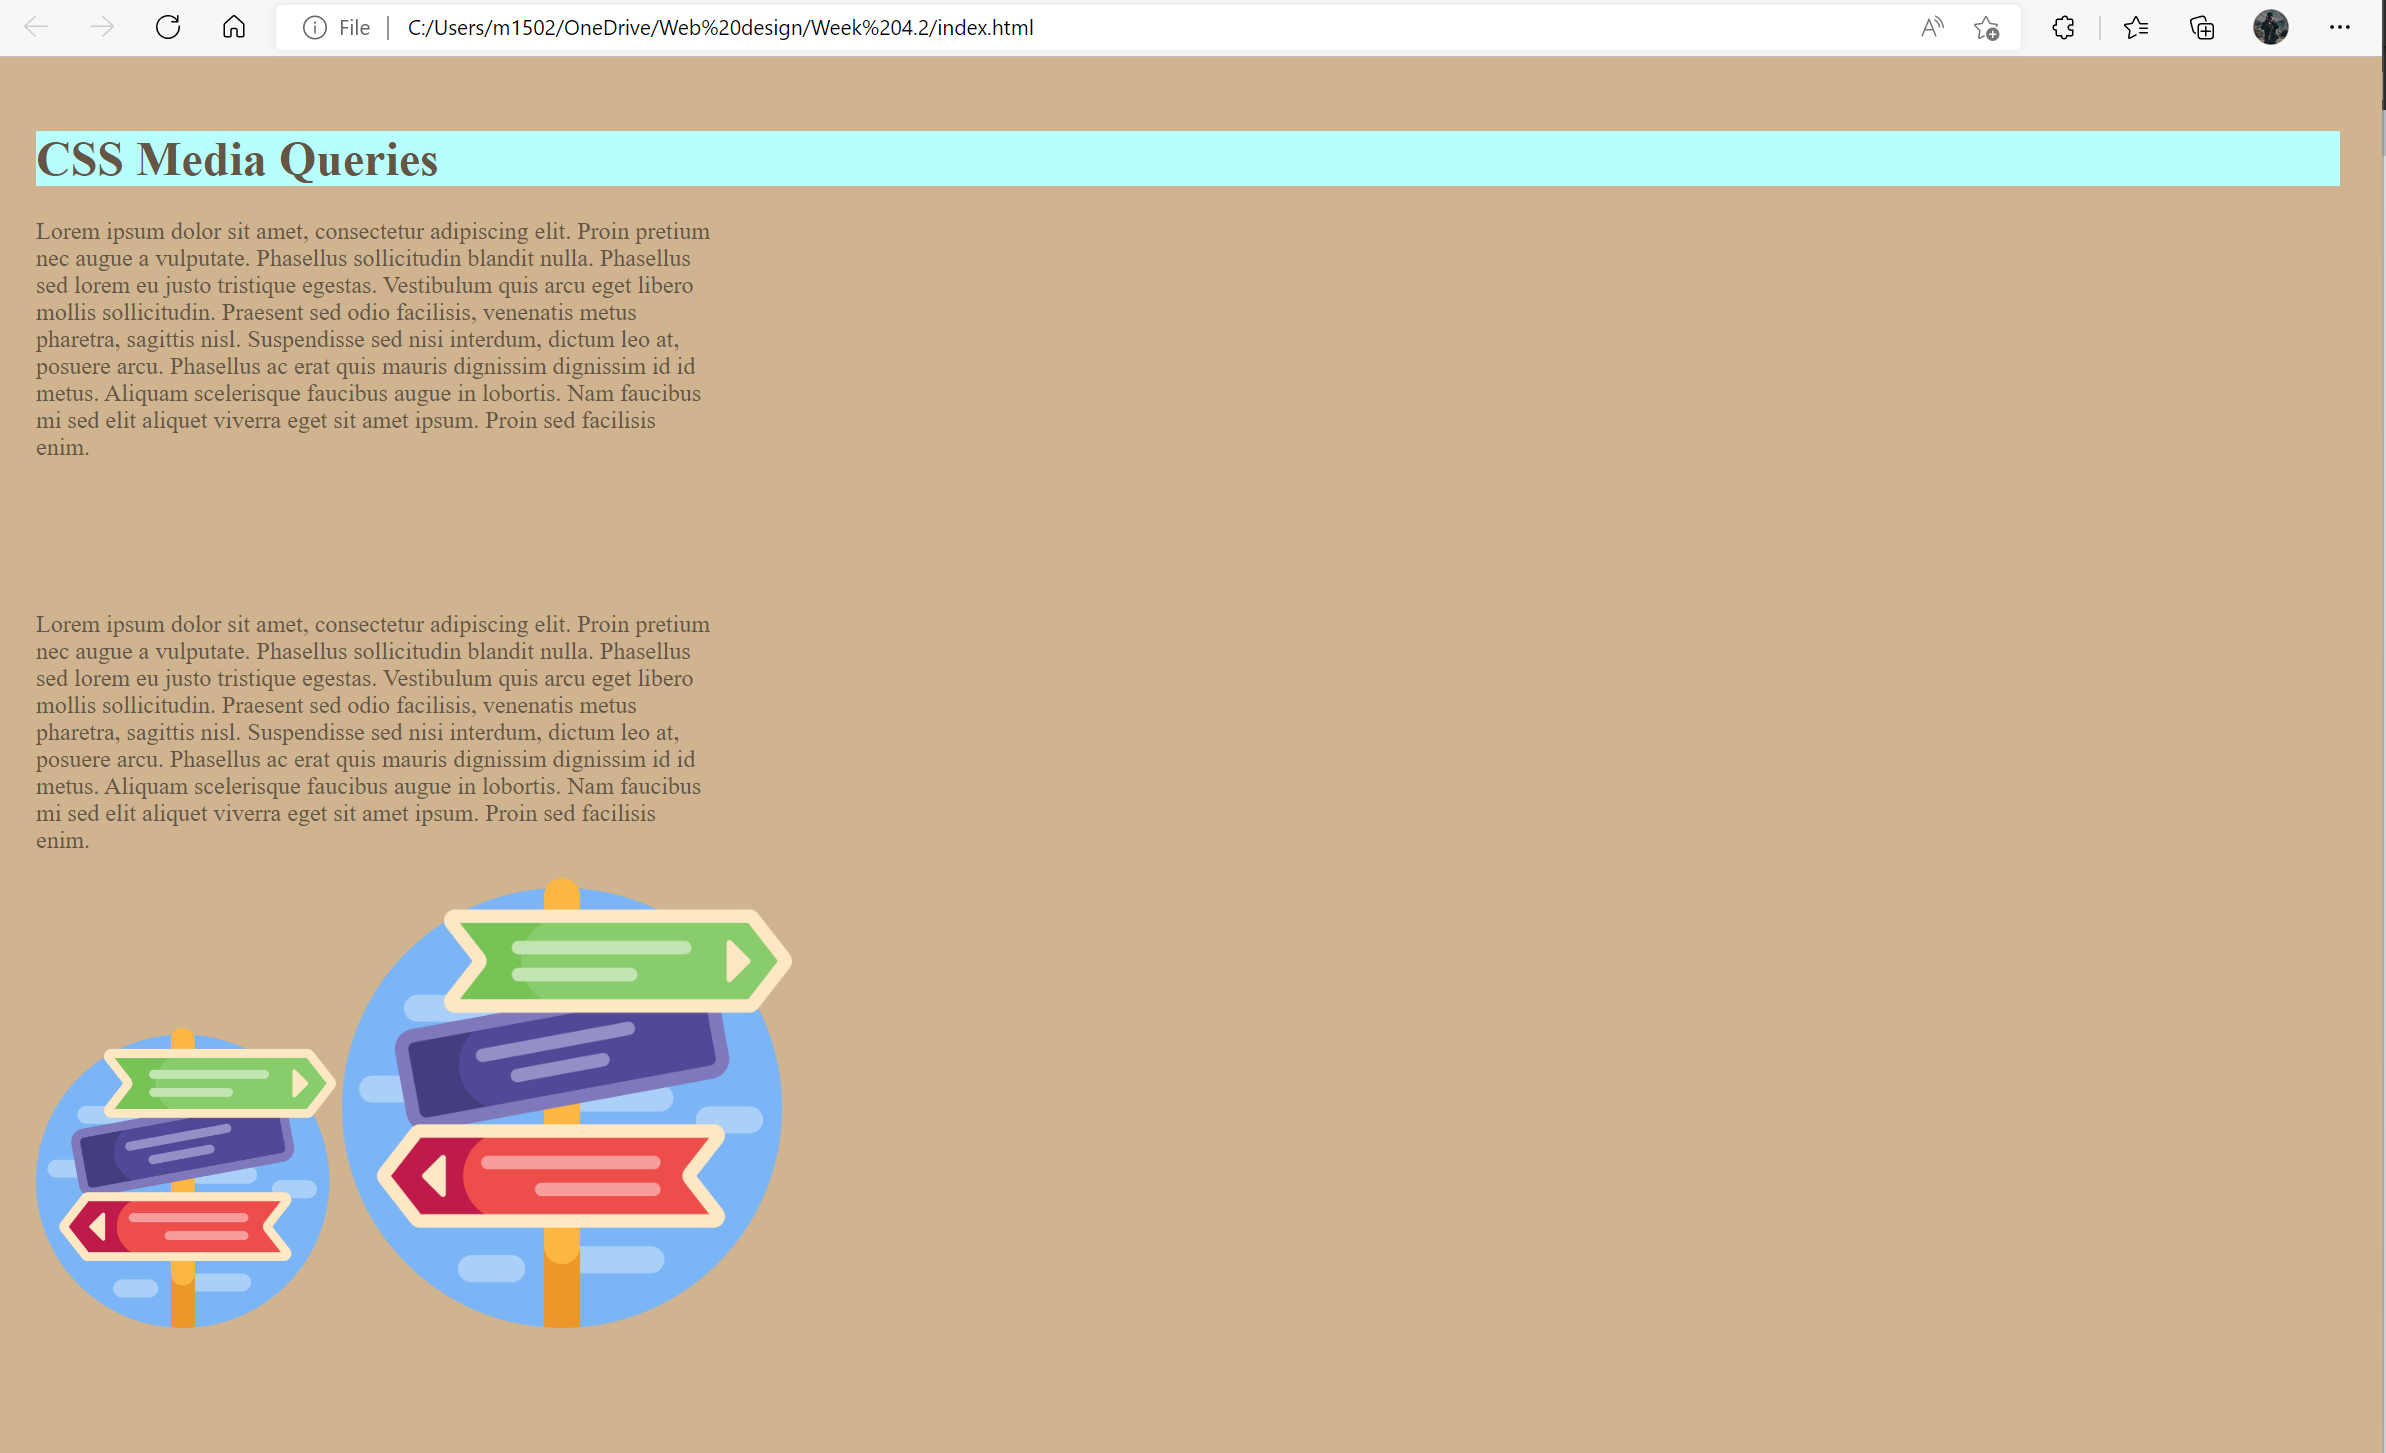 File
C:/Users/m1502/OneDrive/Web%20design/Week%204.2/index.html
CSS Media Queries
Lorem ipsum dolor sit amet, consectetur adipiscing elit. Proin pretium
nec augue a vulputate. Phasellus sollicitudin blandit nulla. Phasellus
sed lorem eu justo tristique egestas. Vestibulum quis arcu eget libero
mollis sollicitudin. Praesent sed odio facilisis, venenatis metus
pharetra, sagittis nisl. Suspendisse sed nisi interdum, dictum leo at,
posuere arcu. Phasellus ac erat quis mauris dignissim dignissim id id
metus. Aliquam scelerisque faucibus augue in lobortis. Nam faucibus
mi sed elit aliquet viverra eget sit amet ipsum. Proin sed facilisis
enim.
Lorem ipsum dolor sit amet, consectetur adipiscing elit. Proin pretium
nec augue a vulputate. Phasellus sollicitudin blandit nulla. Phasellus
sed lorem eu justo tristique egestas. Vestibulum quis arcu eget libero
mollis sollicitudin. Praesent sed odio facilisis, venenatis metus
pharetra, sagittis nisl. Suspendisse sed nisi interdum, dictum leo at,
posuere arcu. Phasellus ac erat quis mauris dignissim dignissim id id
metus. Aliquam scelerisque faucibus augue in lobortis. Nam faucibus
mi sed elit aliquet viverra eget sit amet ipsum. Proin sed facilisis
enim.